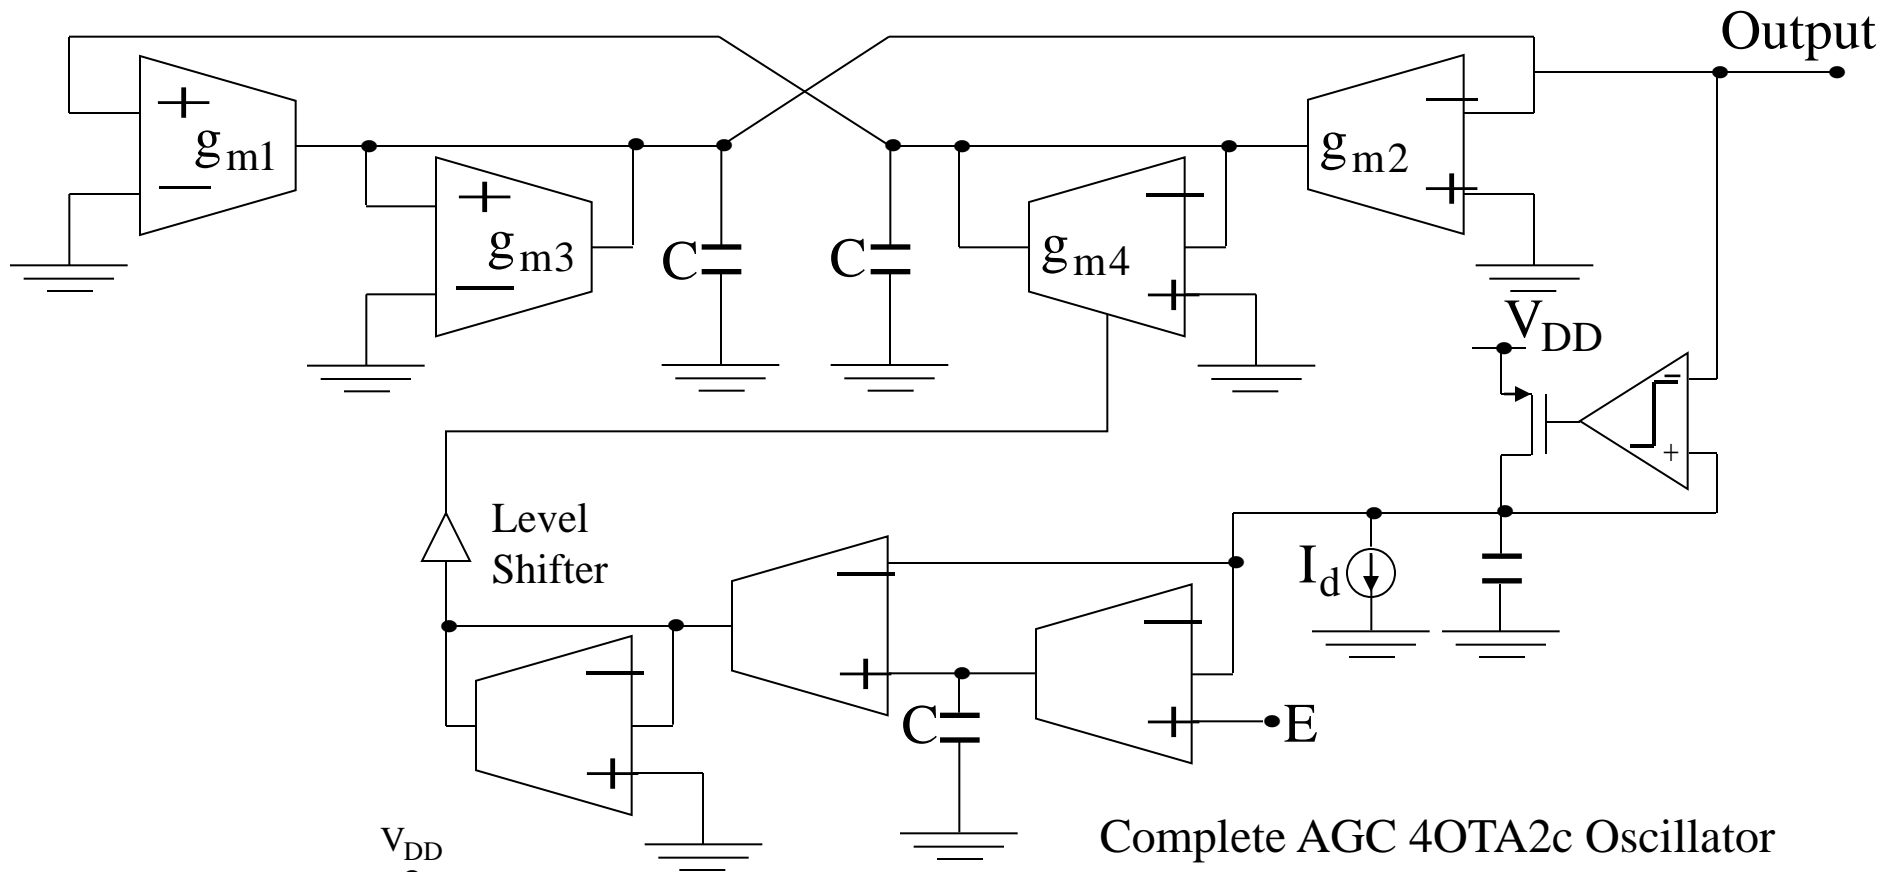 Output
+
−
g m1
+
−
g m3
C
C
−
+
g m4
−
+
g m2
V DD
−
+
Level
Shifter
I d
−
+
−
+
C
−
+
E
V DD
Complete AGC 4OTA2c Oscillator